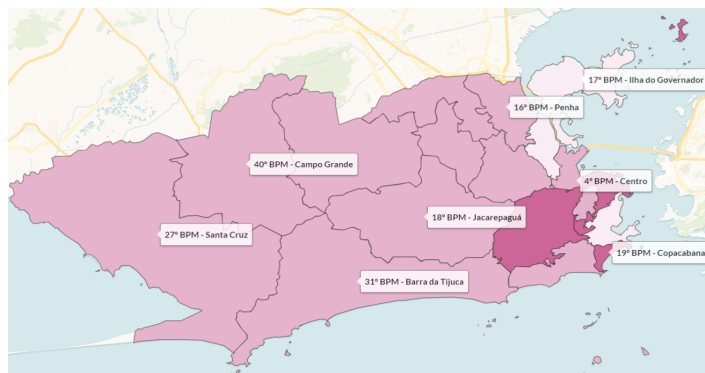 17º BPM - Ilha do Governador
16º BPM - Penha
40º BPM - Campo Grande
4º BPM - Centro
18º BPM - Jacarepaguá
27º BPM - Santa Cruz
19º BPM - Copacabana
31º BPM - Barra da Tijuca